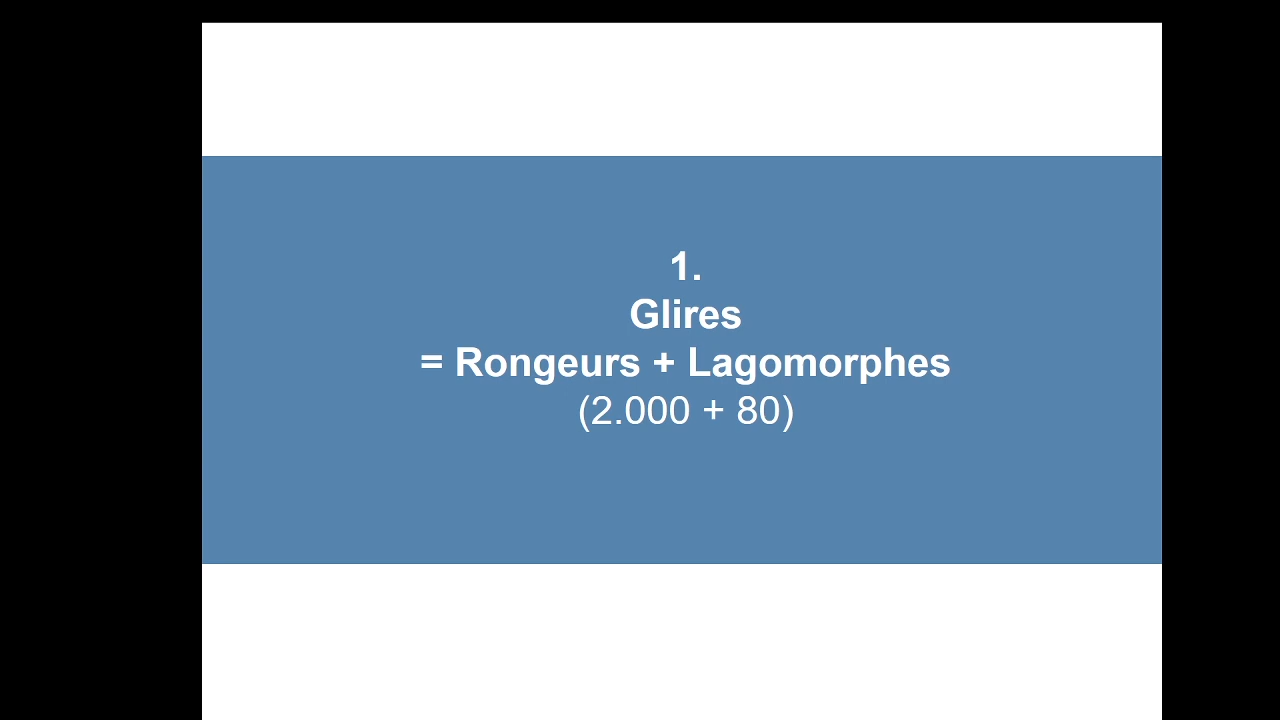 1.
Glires
= Rongeurs + Lagomorphes
(2.000 + 80)